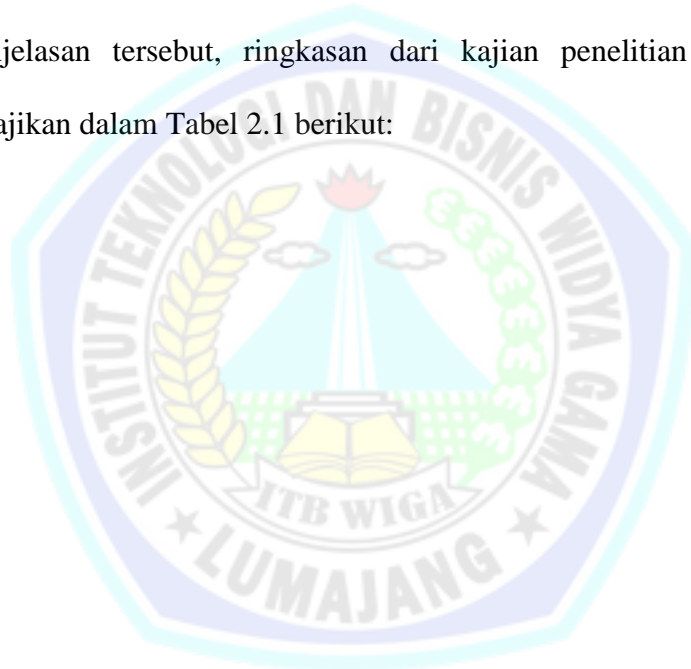 jelasan tersebut, ringkasan dari kajian penelitian
ajikan dalam Tabel 2.1 berikut:
INSTITUT TEKNOLOGI DAN BISNIS WIDYA GAMA
ITB WIGA
LUMAJANG